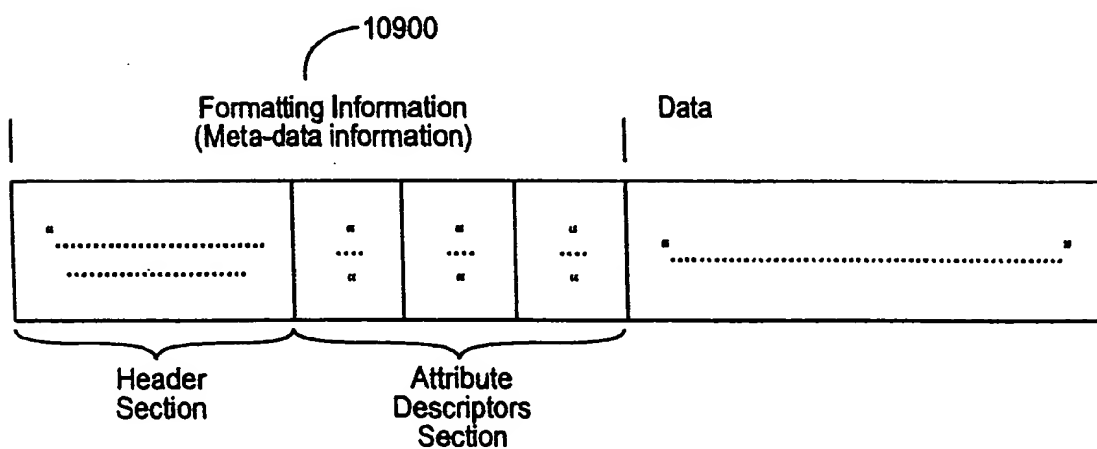 10900
Formatting Information
(Meta-data information)
Data
Header
Section
Attribute
Descriptors
Section